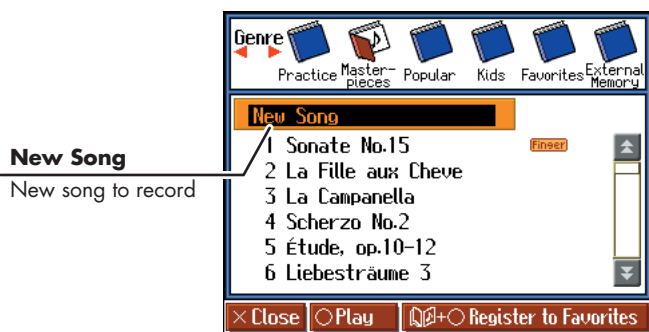 Genre
Practice Master-pieces Popular Kids Favorites External Memory
New Song
1 Sonate No.15 Finger
2 La Fille aux Cheve
3 La Campanella
4 Scherzo No.2
5 Étude, op.10-12
6 Liebesträume 3
× Close ○ Play +○ Register to Favorites
New Song
New song to record